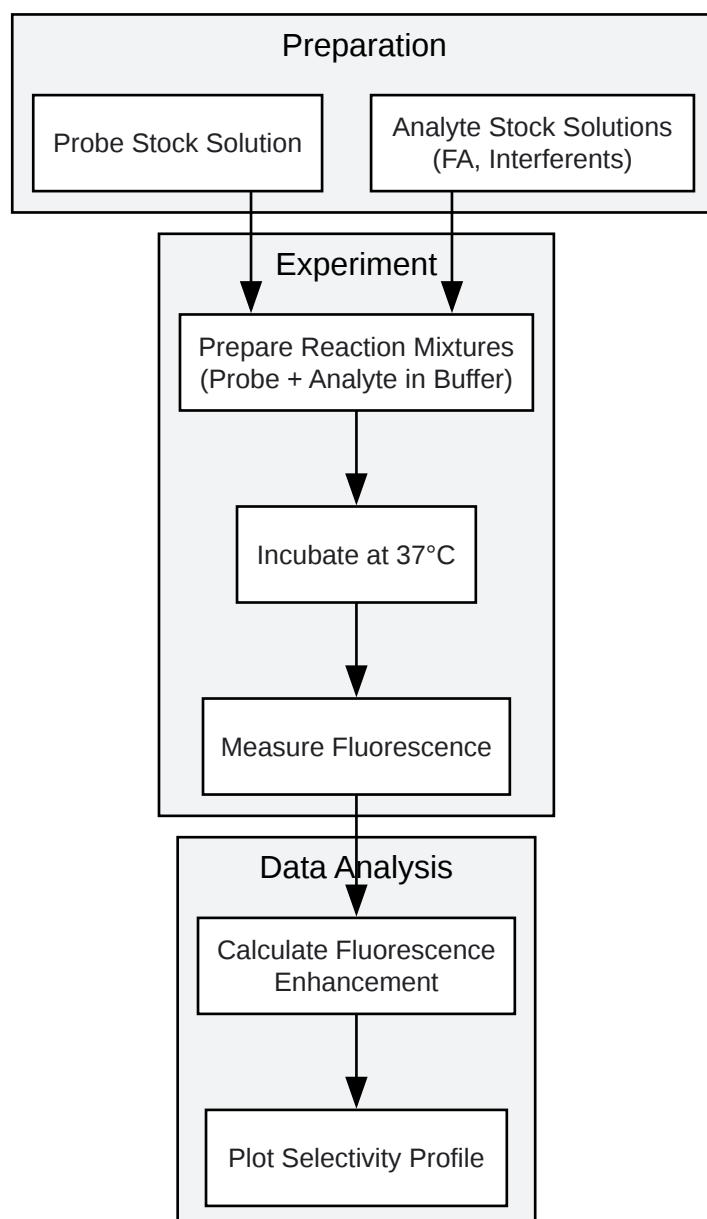 Preparation
Probe Stock Solution
Analyte Stock Solutions
(FA, Interferents)
Experiment
Prepare Reaction Mixtures
(Probe + Analyte in Buffer)
Incubate at 37°C
Measure Fluorescence
Data Analysis
Calculate Fluorescence
Enhancement
Plot Selectivity Profile